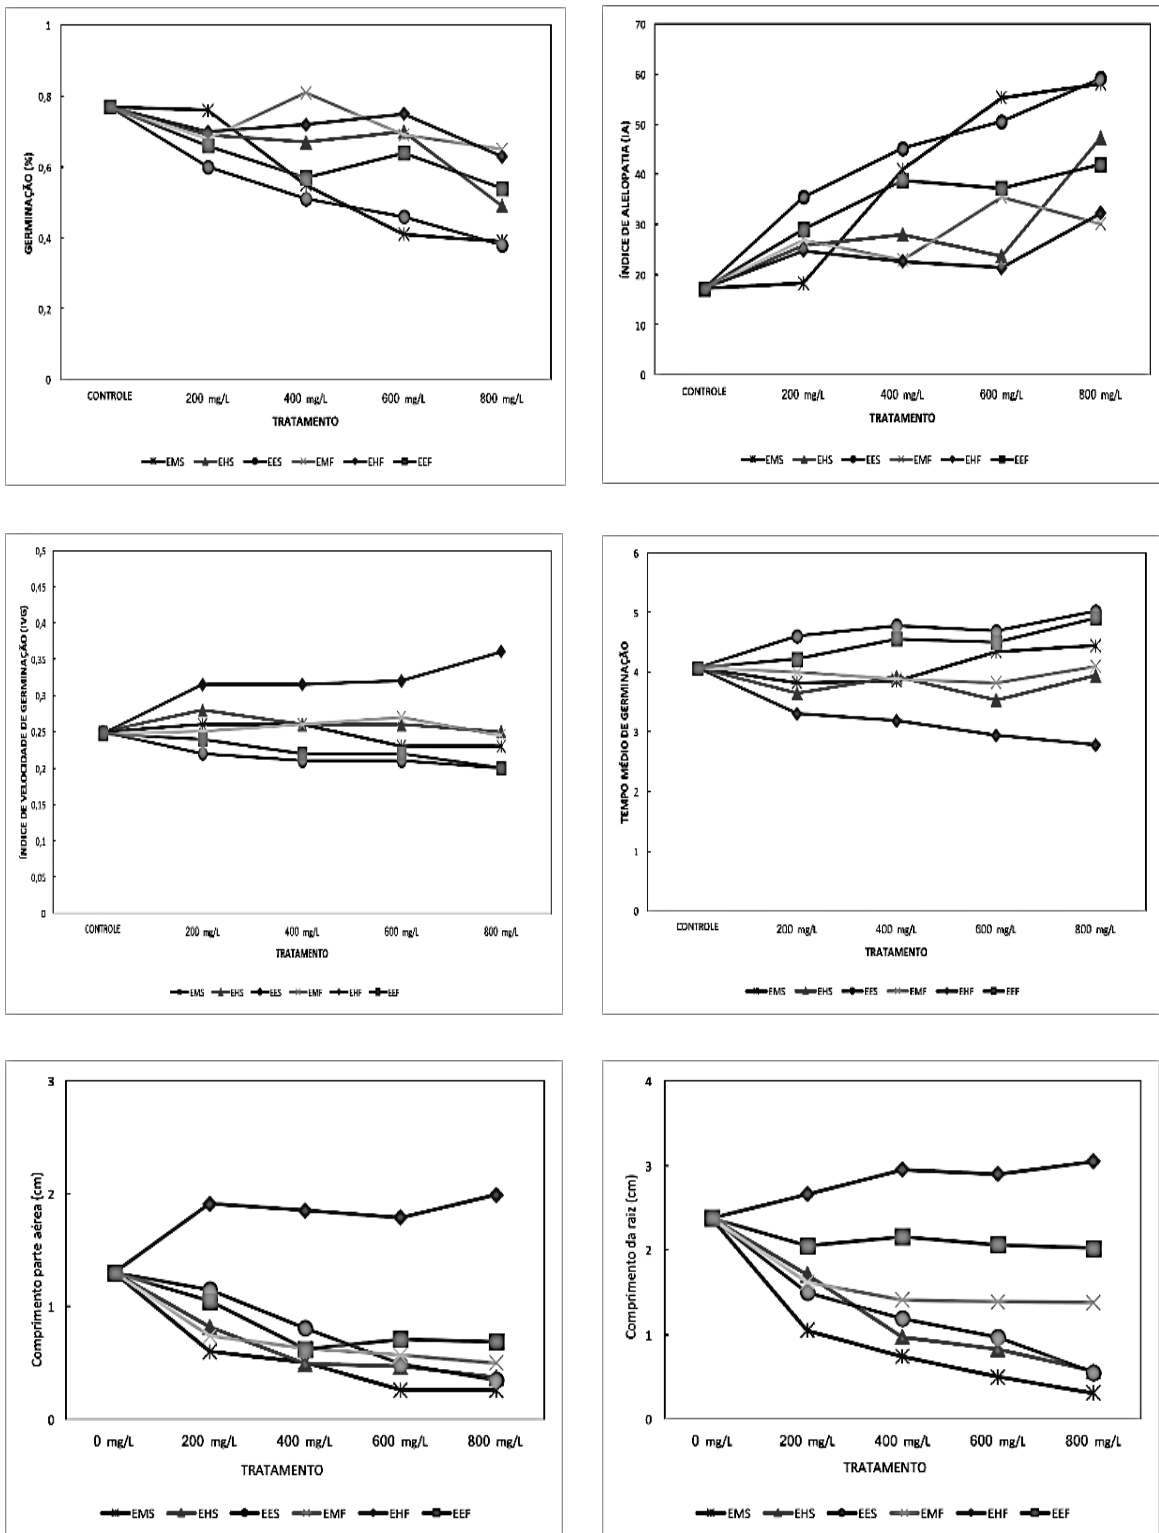 1
0,8
0,6
0,4
0,2
0
GERMINAÇÃO (%)
CONTROLE 200 mg/L 400 mg/L 600 mg/L 800 mg/L
TRATAMENTO
EMS EHS EES EMF EHF EEF
70
60
50
40
30
20
10
0
ÍNDICE DE ALELOPATIA (IA)
CONTROLE 200 mg/L 400 mg/L 600 mg/L 800 mg/L
TRATAMENTO
EMS EHS EES EMF EHF EEF
0,5
0,45
0,4
0,35
0,3
0,25
0,2
0,15
0,1
0,05
0
ÍNDICE DE VELOCIDADE DE GERMINAÇÃO (IVG)
CONTROLE 200 mg/L 400 mg/L 600 mg/L 800 mg/L
TRATAMENTO
EMS EHS EES EMF EHF EEF
6
5
4
3
2
1
0
TEMPO MÉDIO DE GERMINAÇÃO
CONTROLE 200 mg/L 400 mg/L 600 mg/L 800 mg/L
TRATAMENTO
EMS EHS EES EMF EHF EEF
3
2
1
0
Comprimento parte aérea (cm)
0 mg/L 200 mg/L 400 mg/L 600 mg/L 800 mg/L
TRATAMENTO
EMS EHS EES EMF EHF EEF
4
3
2
1
0
Comprimento da raiz (cm)
0 mg/L 200 mg/L 400 mg/L 600 mg/L 800 mg/L
TRATAMENTO
EMS EHS EES EMF EHF EEF